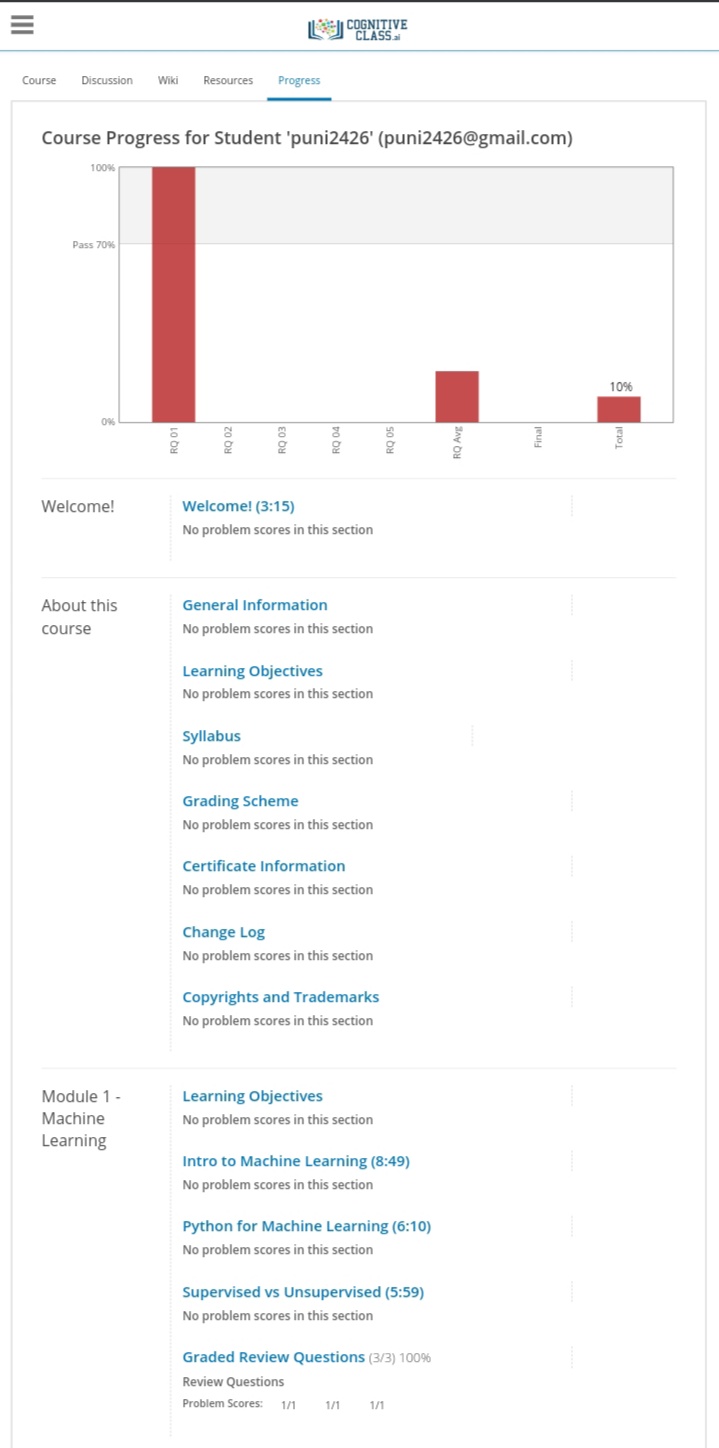 COGNITIVE
CLASS.ai
Course Discussion Wiki Resources Progress
Course Progress for Student 'puni2426' (puni2426@gmail.com)
100%
Pass 70%
10%
0%
RQ 01 RQ 02 RQ 03 RQ 04 RQ 05 RQ Avg Final Total
Welcome!
Welcome! (3:15)
No problem scores in this section
About this
course
General Information
No problem scores in this section
Learning Objectives
No problem scores in this section
Syllabus
No problem scores in this section
Grading Scheme
No problem scores in this section
Certificate Information
No problem scores in this section
Change Log
No problem scores in this section
Copyrights and Trademarks
No problem scores in this section
Module 1 -
Machine
Learning
Learning Objectives
No problem scores in this section
Intro to Machine Learning (8:49)
No problem scores in this section
Python for Machine Learning (6:10)
No problem scores in this section
Supervised vs Unsupervised (5:59)
No problem scores in this section
Graded Review Questions (3/3) 100%
Review Questions
Problem Scores: 1/1 1/1 1/1